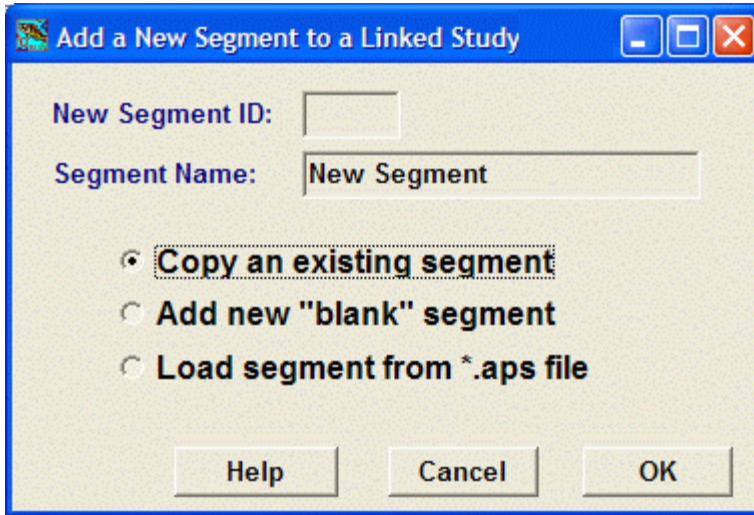 Add a New Segment to a Linked Study
New Segment ID:
Segment Name: New Segment
Copy an existing segment
Add new "blank" segment
Load segment from *.aps file
Help Cancel OK